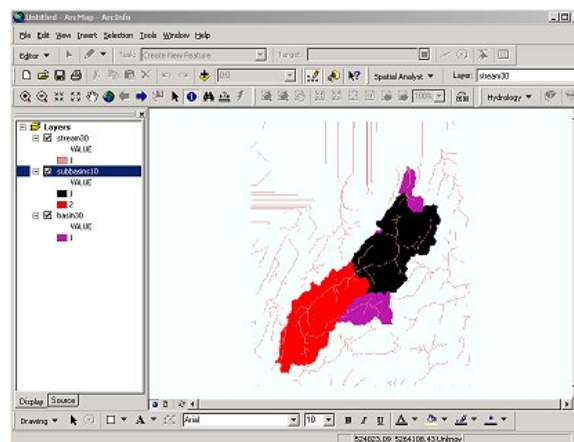 Untitled - ArcMap - ArcInfo
File Edit View Insert Selection Tools Window Help
Editor Task: Create New Feature Target:
Spatial Analyst Layer: stream30
100% Hydrology
Layers
stream30
VALUE
1
subbasins10
VALUE
1
2
basin30
VALUE
1
Display Source
Drawing A Arial 10 B I U A
524023.09 5264108.43 Unknow